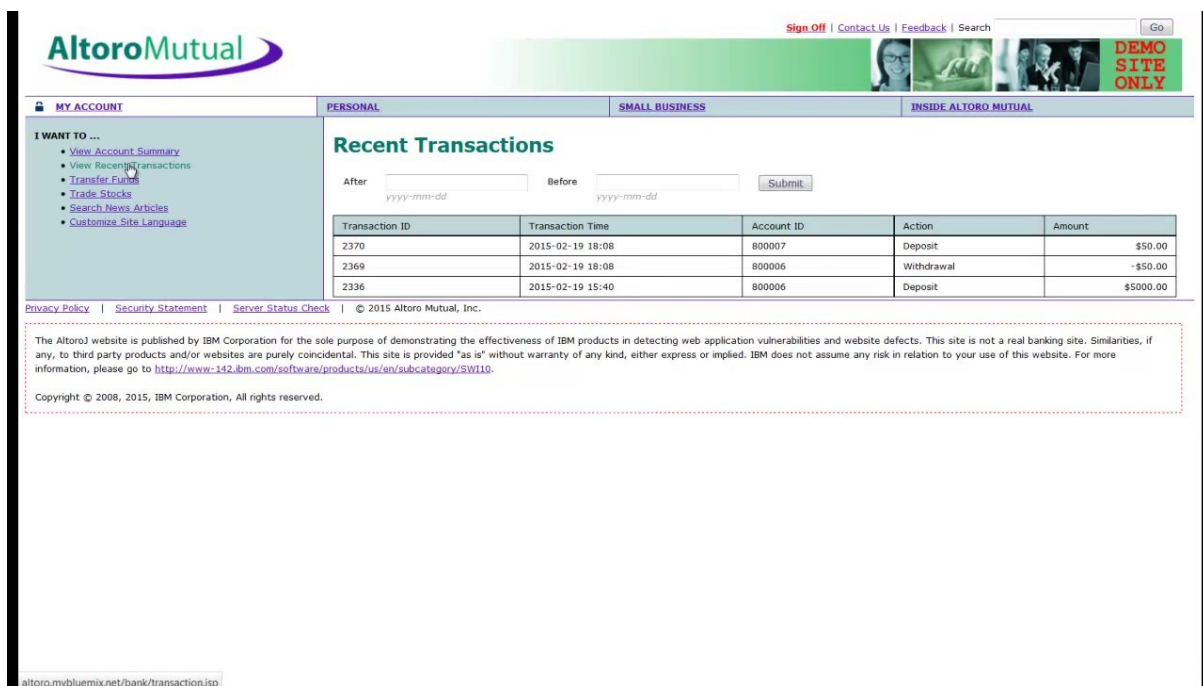 Sign Off | Contact Us | Feedback | Search Go
AltoroMutual
DEMO
SITE
ONLY
MY ACCOUNT PERSONAL SMALL BUSINESS INSIDE ALTORO MUTUAL
I WANT TO ...
• View Account Summary
• View Recent Transactions
• Transfer Funds
• Trade Stocks
• Search News Articles
• Customize Site Language
Recent Transactions
After Before Submit
yyyy-mm-dd yyyy-mm-dd
Transaction ID Transaction Time Account ID Action Amount
2370 2015-02-19 18:08 800007 Deposit $50.00
2369 2015-02-19 18:08 800006 Withdrawal -$50.00
2336 2015-02-19 15:40 800006 Deposit $5000.00
Privacy Policy | Security Statement | Server Status Check | © 2015 Altoro Mutual, Inc.
The AltoroJ website is published by IBM Corporation for the sole purpose of demonstrating the effectiveness of IBM products in detecting web application vulnerabilities and website defects. This site is not a real banking site. Similarities, if
any, to third party products and/or websites are purely coincidental. This site is provided "as is" without warranty of any kind, either express or implied. IBM does not assume any risk in relation to your use of this website. For more
information, please go to http://www-142.ibm.com/software/products/us/en/subcategory/SWI10.
Copyright © 2008, 2015, IBM Corporation, All rights reserved.
altoro.mybluemix.net/bank/transaction.jsp